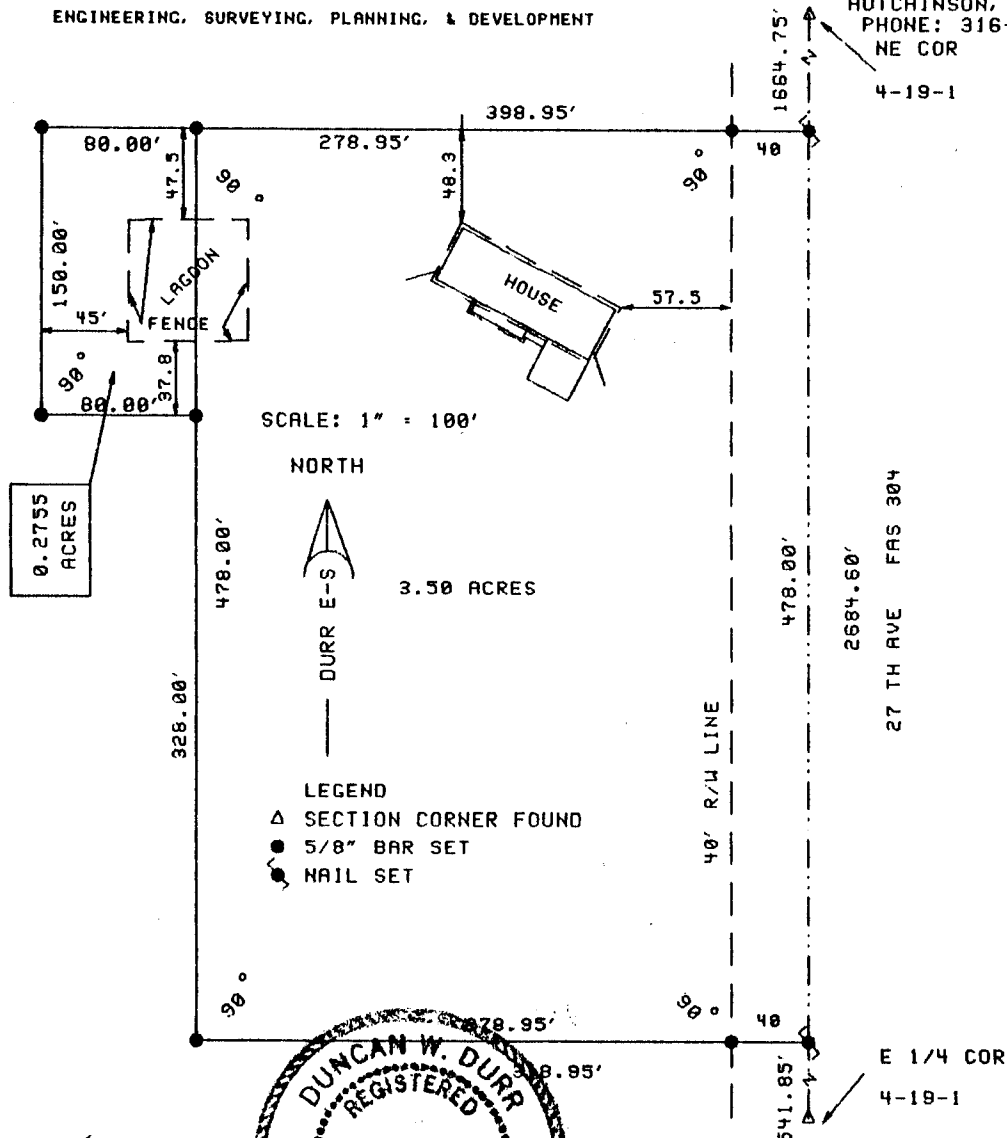 ENGINEERING, SURVEYING, PLANNING, & DEVELOPMENT
HUTCHINSON,
PHONE: 316-
NE COR
4-19-1
1664.75'
398.95'
80.00'
278.95'
40
47.5
90°
48.3
90°
150.00'
LAGOON
HOUSE
57.5
45'
FENCE
90°
37.8
80.00'
SCALE: 1" = 100'
NORTH
0.2755
ACRES
478.00'
DURR E-S
3.50 ACRES
478.00'
2684.60'
27 TH AVE FAS 304
328.00'
40' R/W LINE
LEGEND
△ SECTION CORNER FOUND
● 5/8" BAR SET
NAIL SET
90°
90°
40
278.95'
318.95'
DUNCAN W. DURR
REGISTERED
541.85'
E 1/4 COR
4-19-1